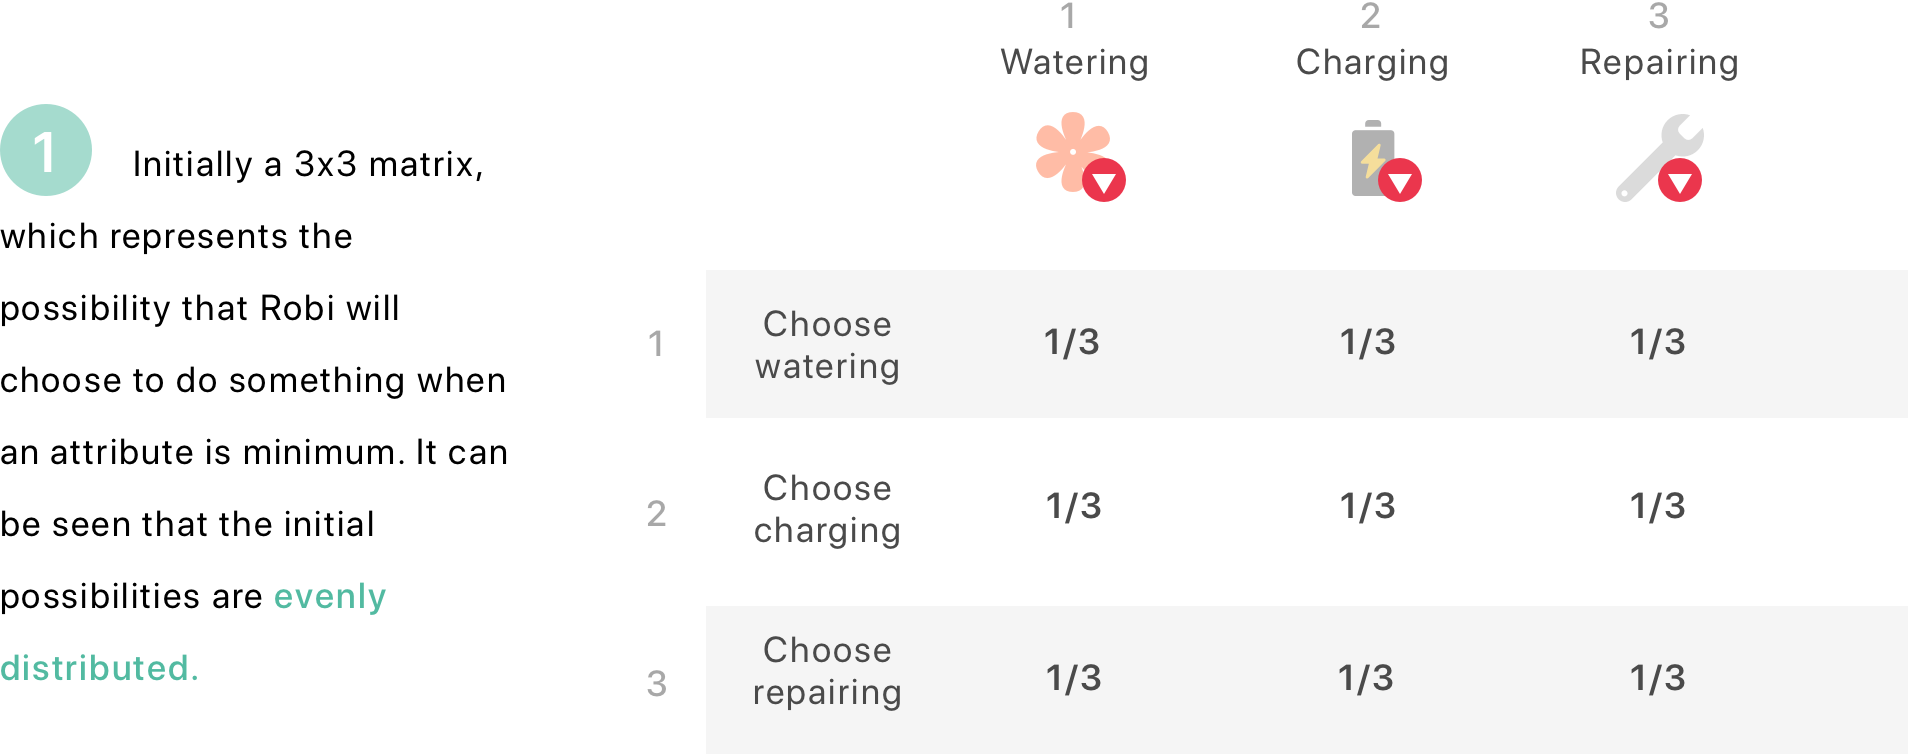 1
Initially a 3x3 matrix,
which represents the
possibility that Robi will
choose to do something when
an attribute is minimum. It can
be seen that the initial
possibilities are evenly
distributed.
1 2 3
Watering Charging Repairing
1 Choose watering 1/3 1/3 1/3
2 Choose charging 1/3 1/3 1/3
3 Choose repairing 1/3 1/3 1/3